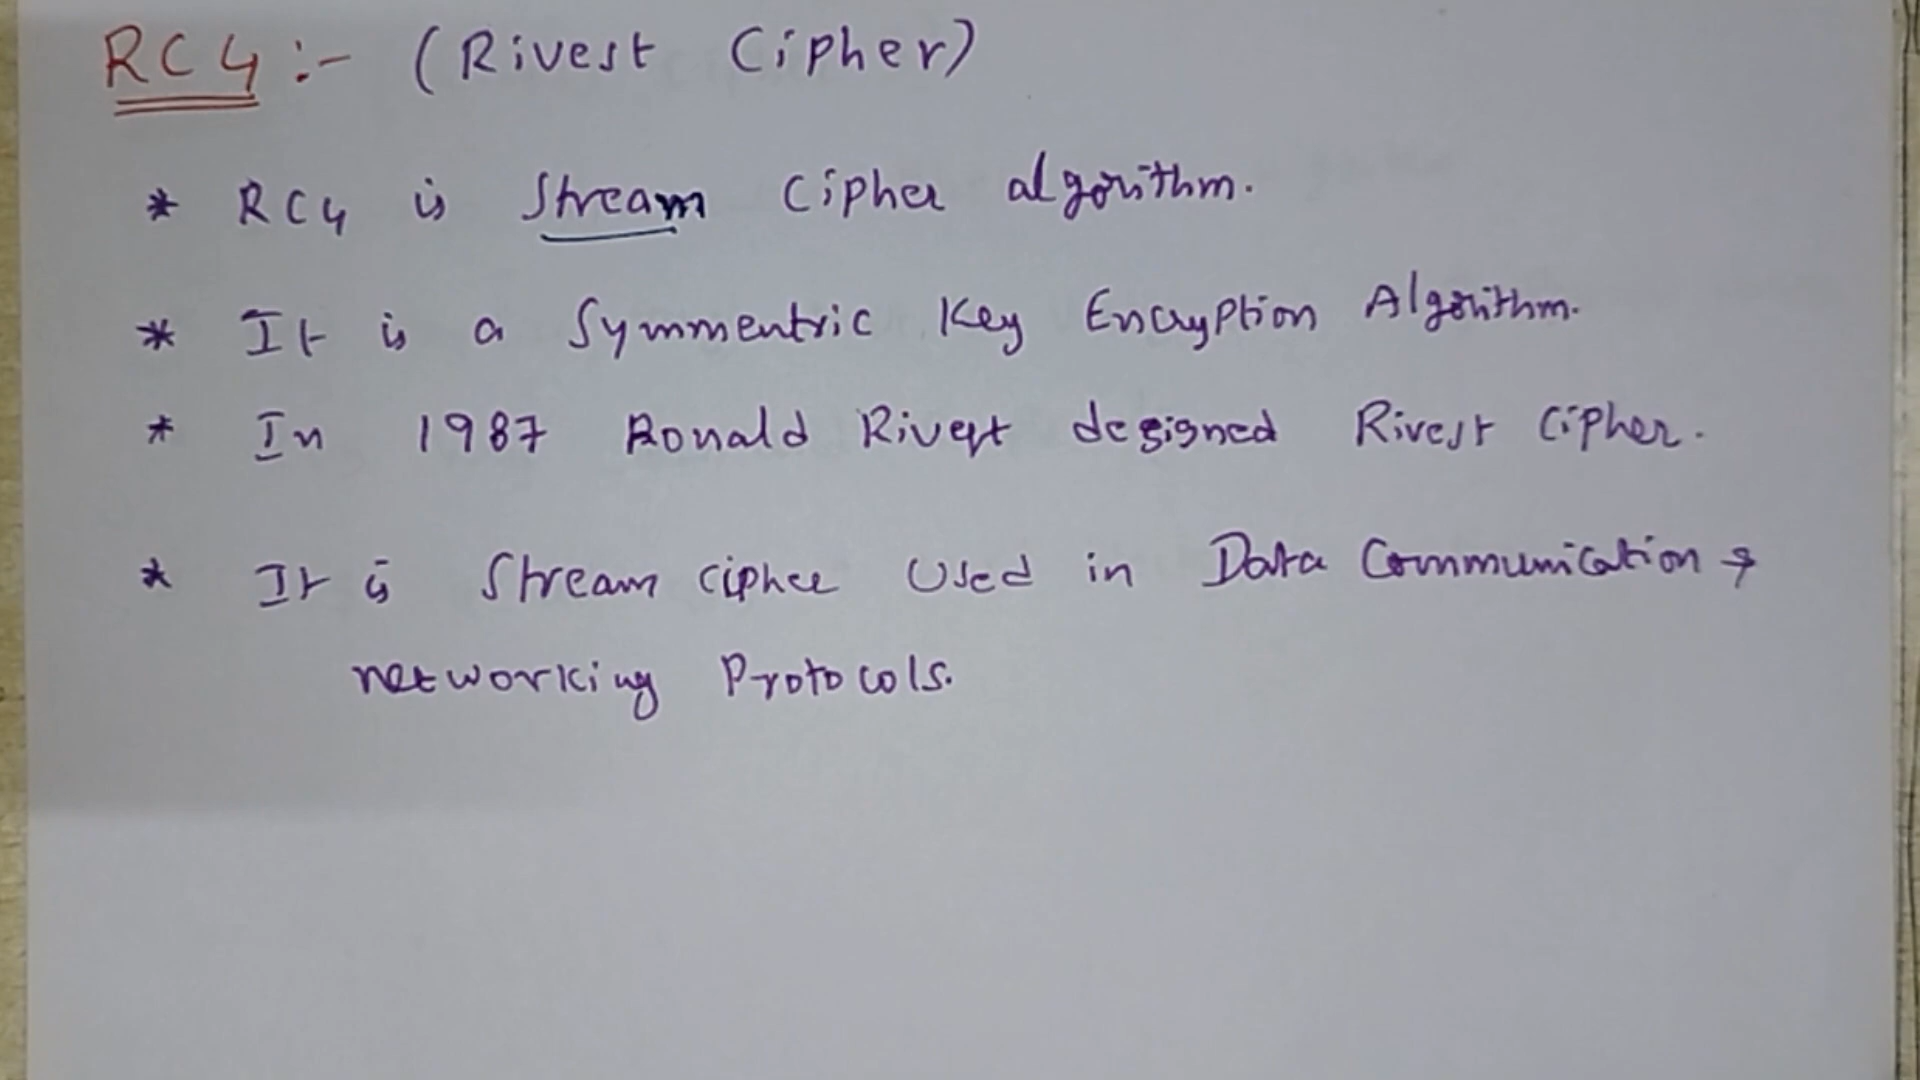 RC4 :- (Rivest Cipher)
* RC4 is Stream Cipher algorithm.
* It is a Symmentric Key Encryption Algorithm.
* In 1987 Ronald Rivest designed Rivest Cipher.
* It is Stream cipher Used in Data Communication &
networking Protocols.